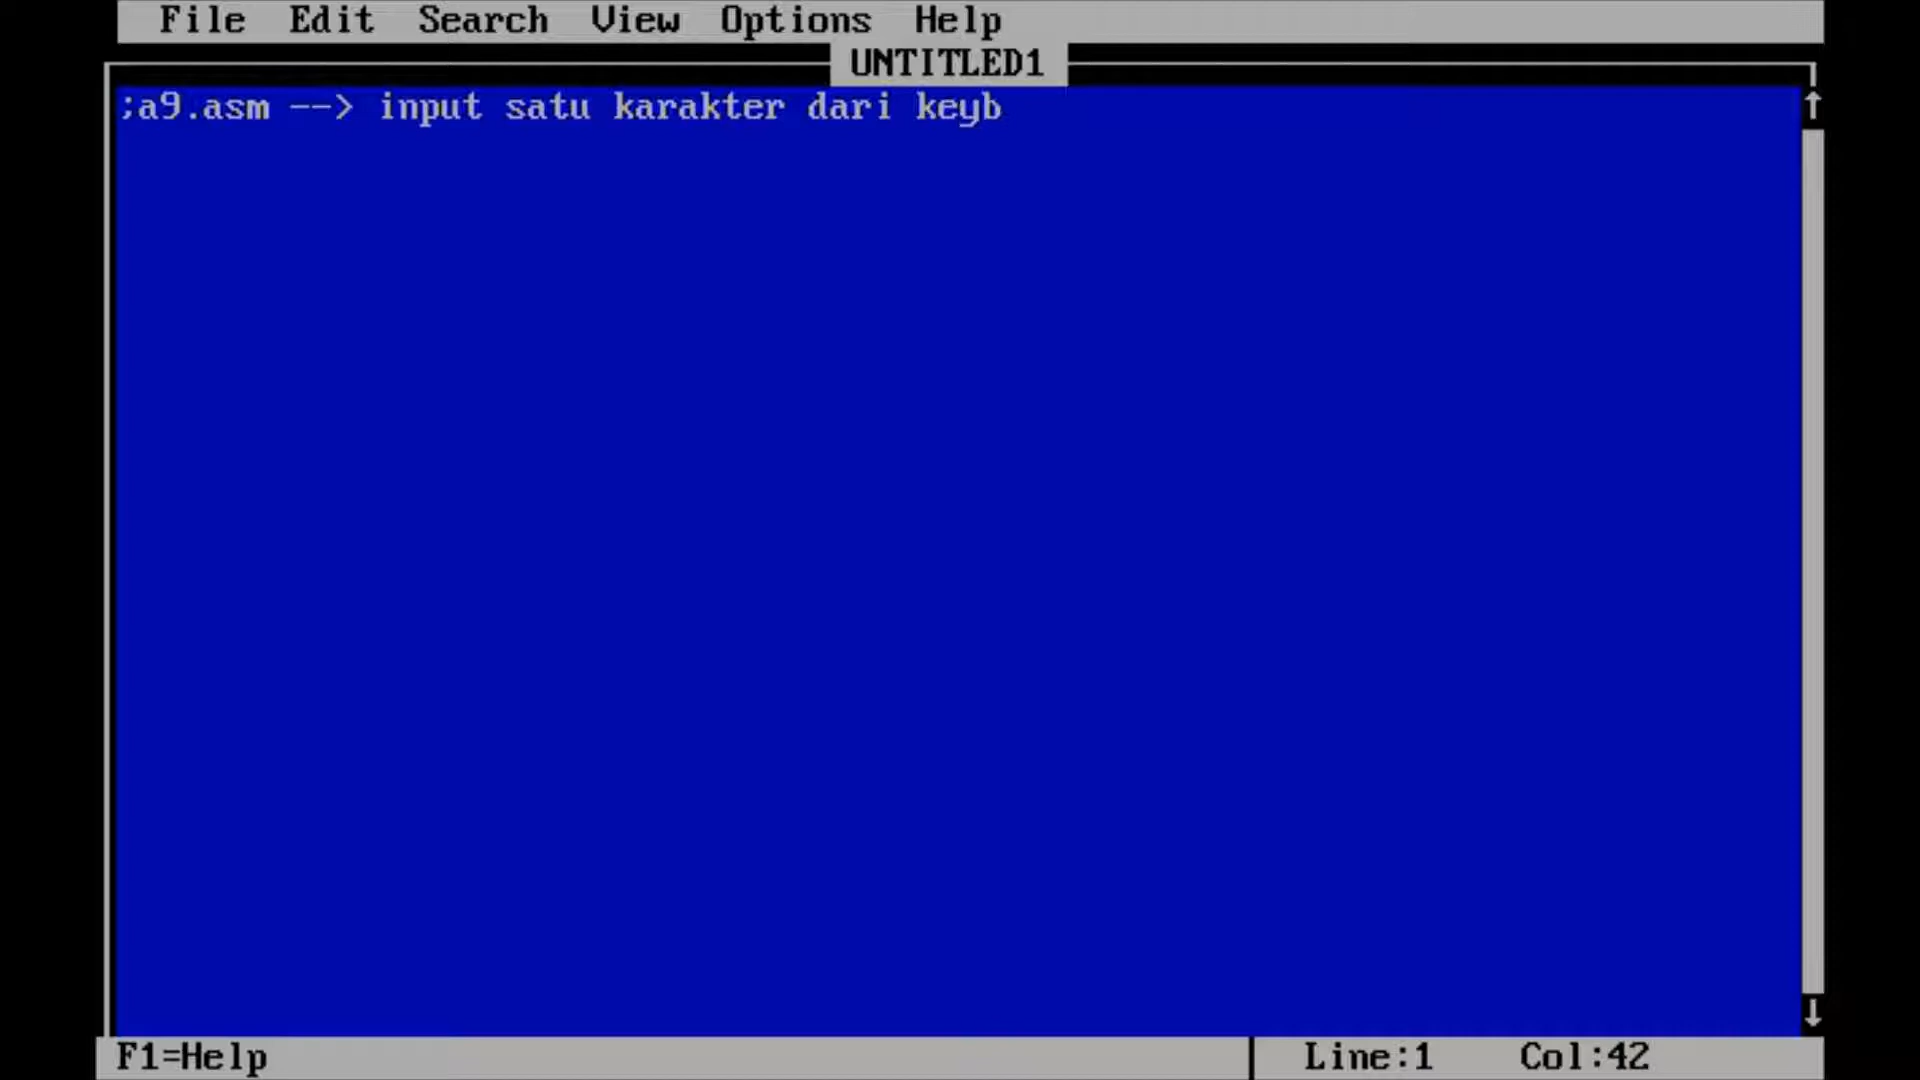 File Edit Search View Options Help
UNTITLED1
;a9.asm --> input satu karakter dari keyb
F1=Help Line:1 Col:42